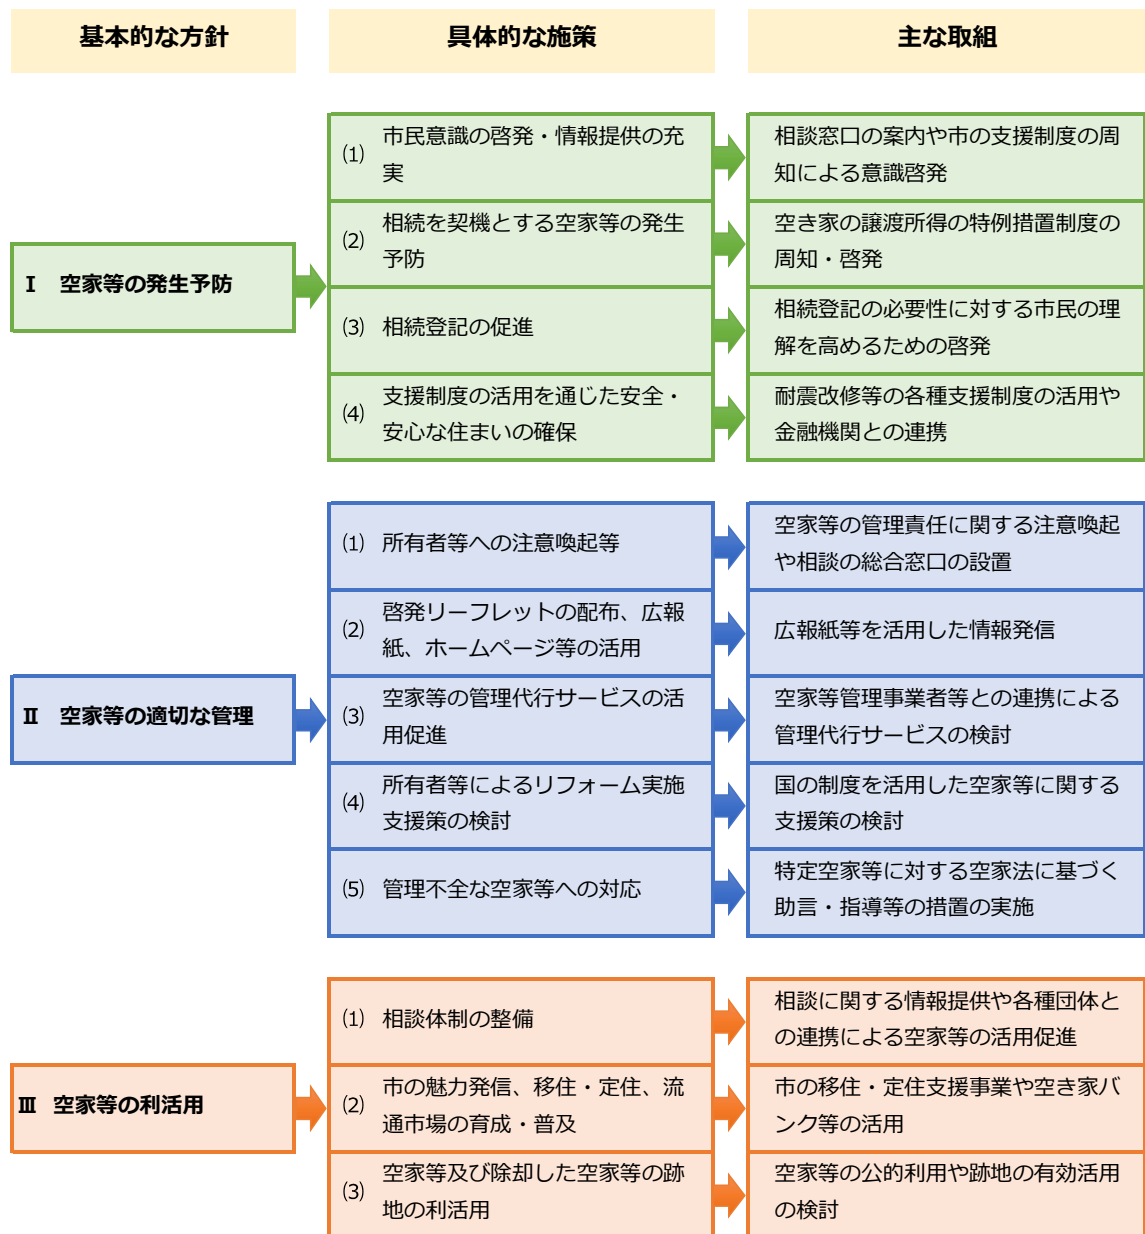 基本的な方針
具体的な施策
主な取組
Ⅰ 空家等の発生予防
⑴ 市民意識の啓発・情報提供の充
実
相談窓口の案内や市の支援制度の周
知による意識啓発
⑵ 相続を契機とする空家等の発生
予防
空き家の譲渡所得の特例措置制度の
周知・啓発
⑶ 相続登記の促進
相続登記の必要性に対する市民の理
解を高めるための啓発
⑷ 支援制度の活用を通じた安全・
安心な住まいの確保
耐震改修等の各種支援制度の活用や
金融機関との連携
Ⅱ 空家等の適切な管理
⑴ 所有者等への注意喚起等
空家等の管理責任に関する注意喚起
や相談の総合窓口の設置
⑵ 啓発リーフレットの配布、広報
紙、ホームページ等の活用
広報紙等を活用した情報発信
⑶ 空家等の管理代行サービスの活
用促進
空家等管理事業者等との連携による
管理代行サービスの検討
⑷ 所有者等によるリフォーム実施
支援策の検討
国の制度を活用した空家等に関する
支援策の検討
⑸ 管理不全な空家等への対応
特定空家等に対する空家法に基づく
助言・指導等の措置の実施
Ⅲ 空家等の利活用
⑴ 相談体制の整備
相談に関する情報提供や各種団体と
の連携による空家等の活用促進
⑵ 市の魅力発信、移住・定住、流
通市場の育成・普及
市の移住・定住支援事業や空き家バ
ンク等の活用
⑶ 空家等及び除却した空家等の跡
地の利活用
空家等の公的利用や跡地の有効活用
の検討